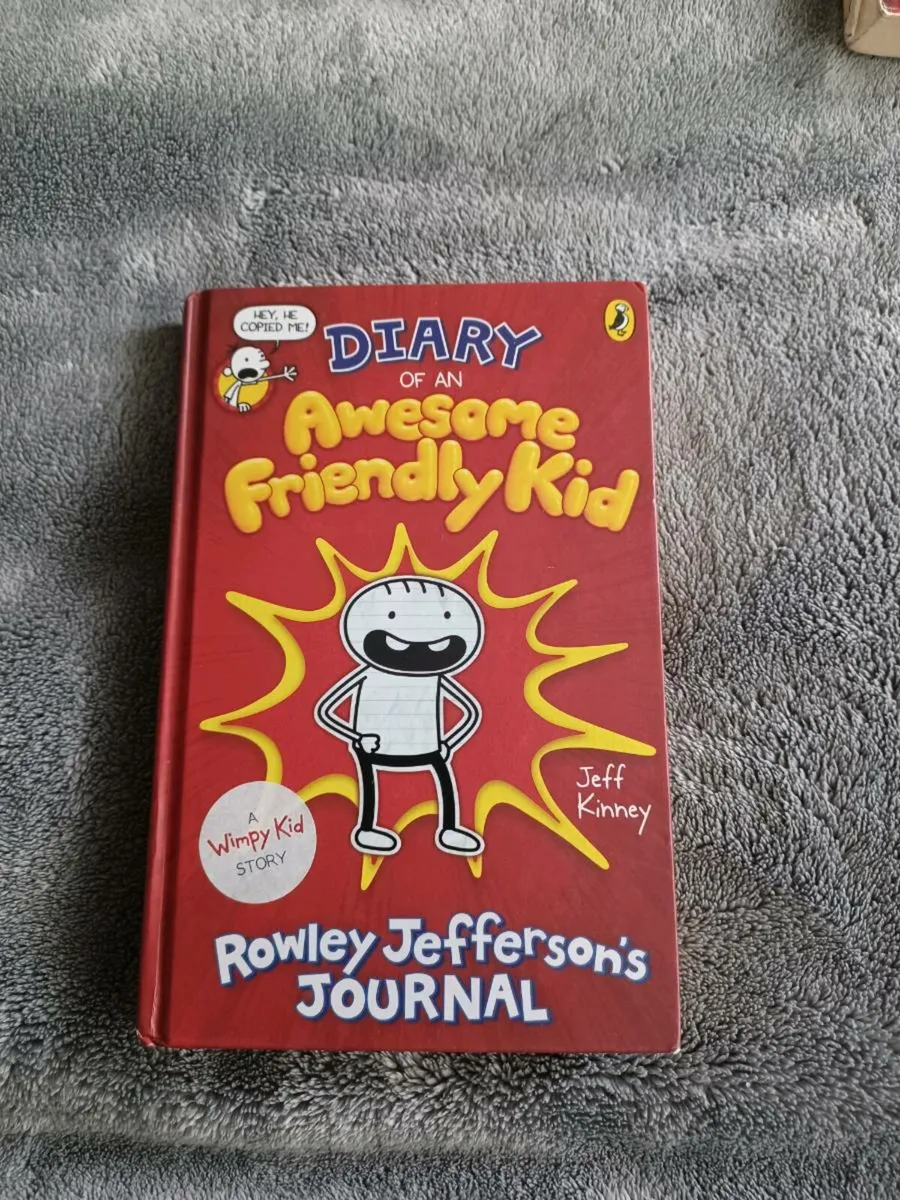 HEY, HE
COPIED ME!
DIARY
OF AN
Awesome
Friendly Kid
Jeff
Kinney
A
Wimpy Kid
STORY
Rowley Jefferson's
JOURNAL